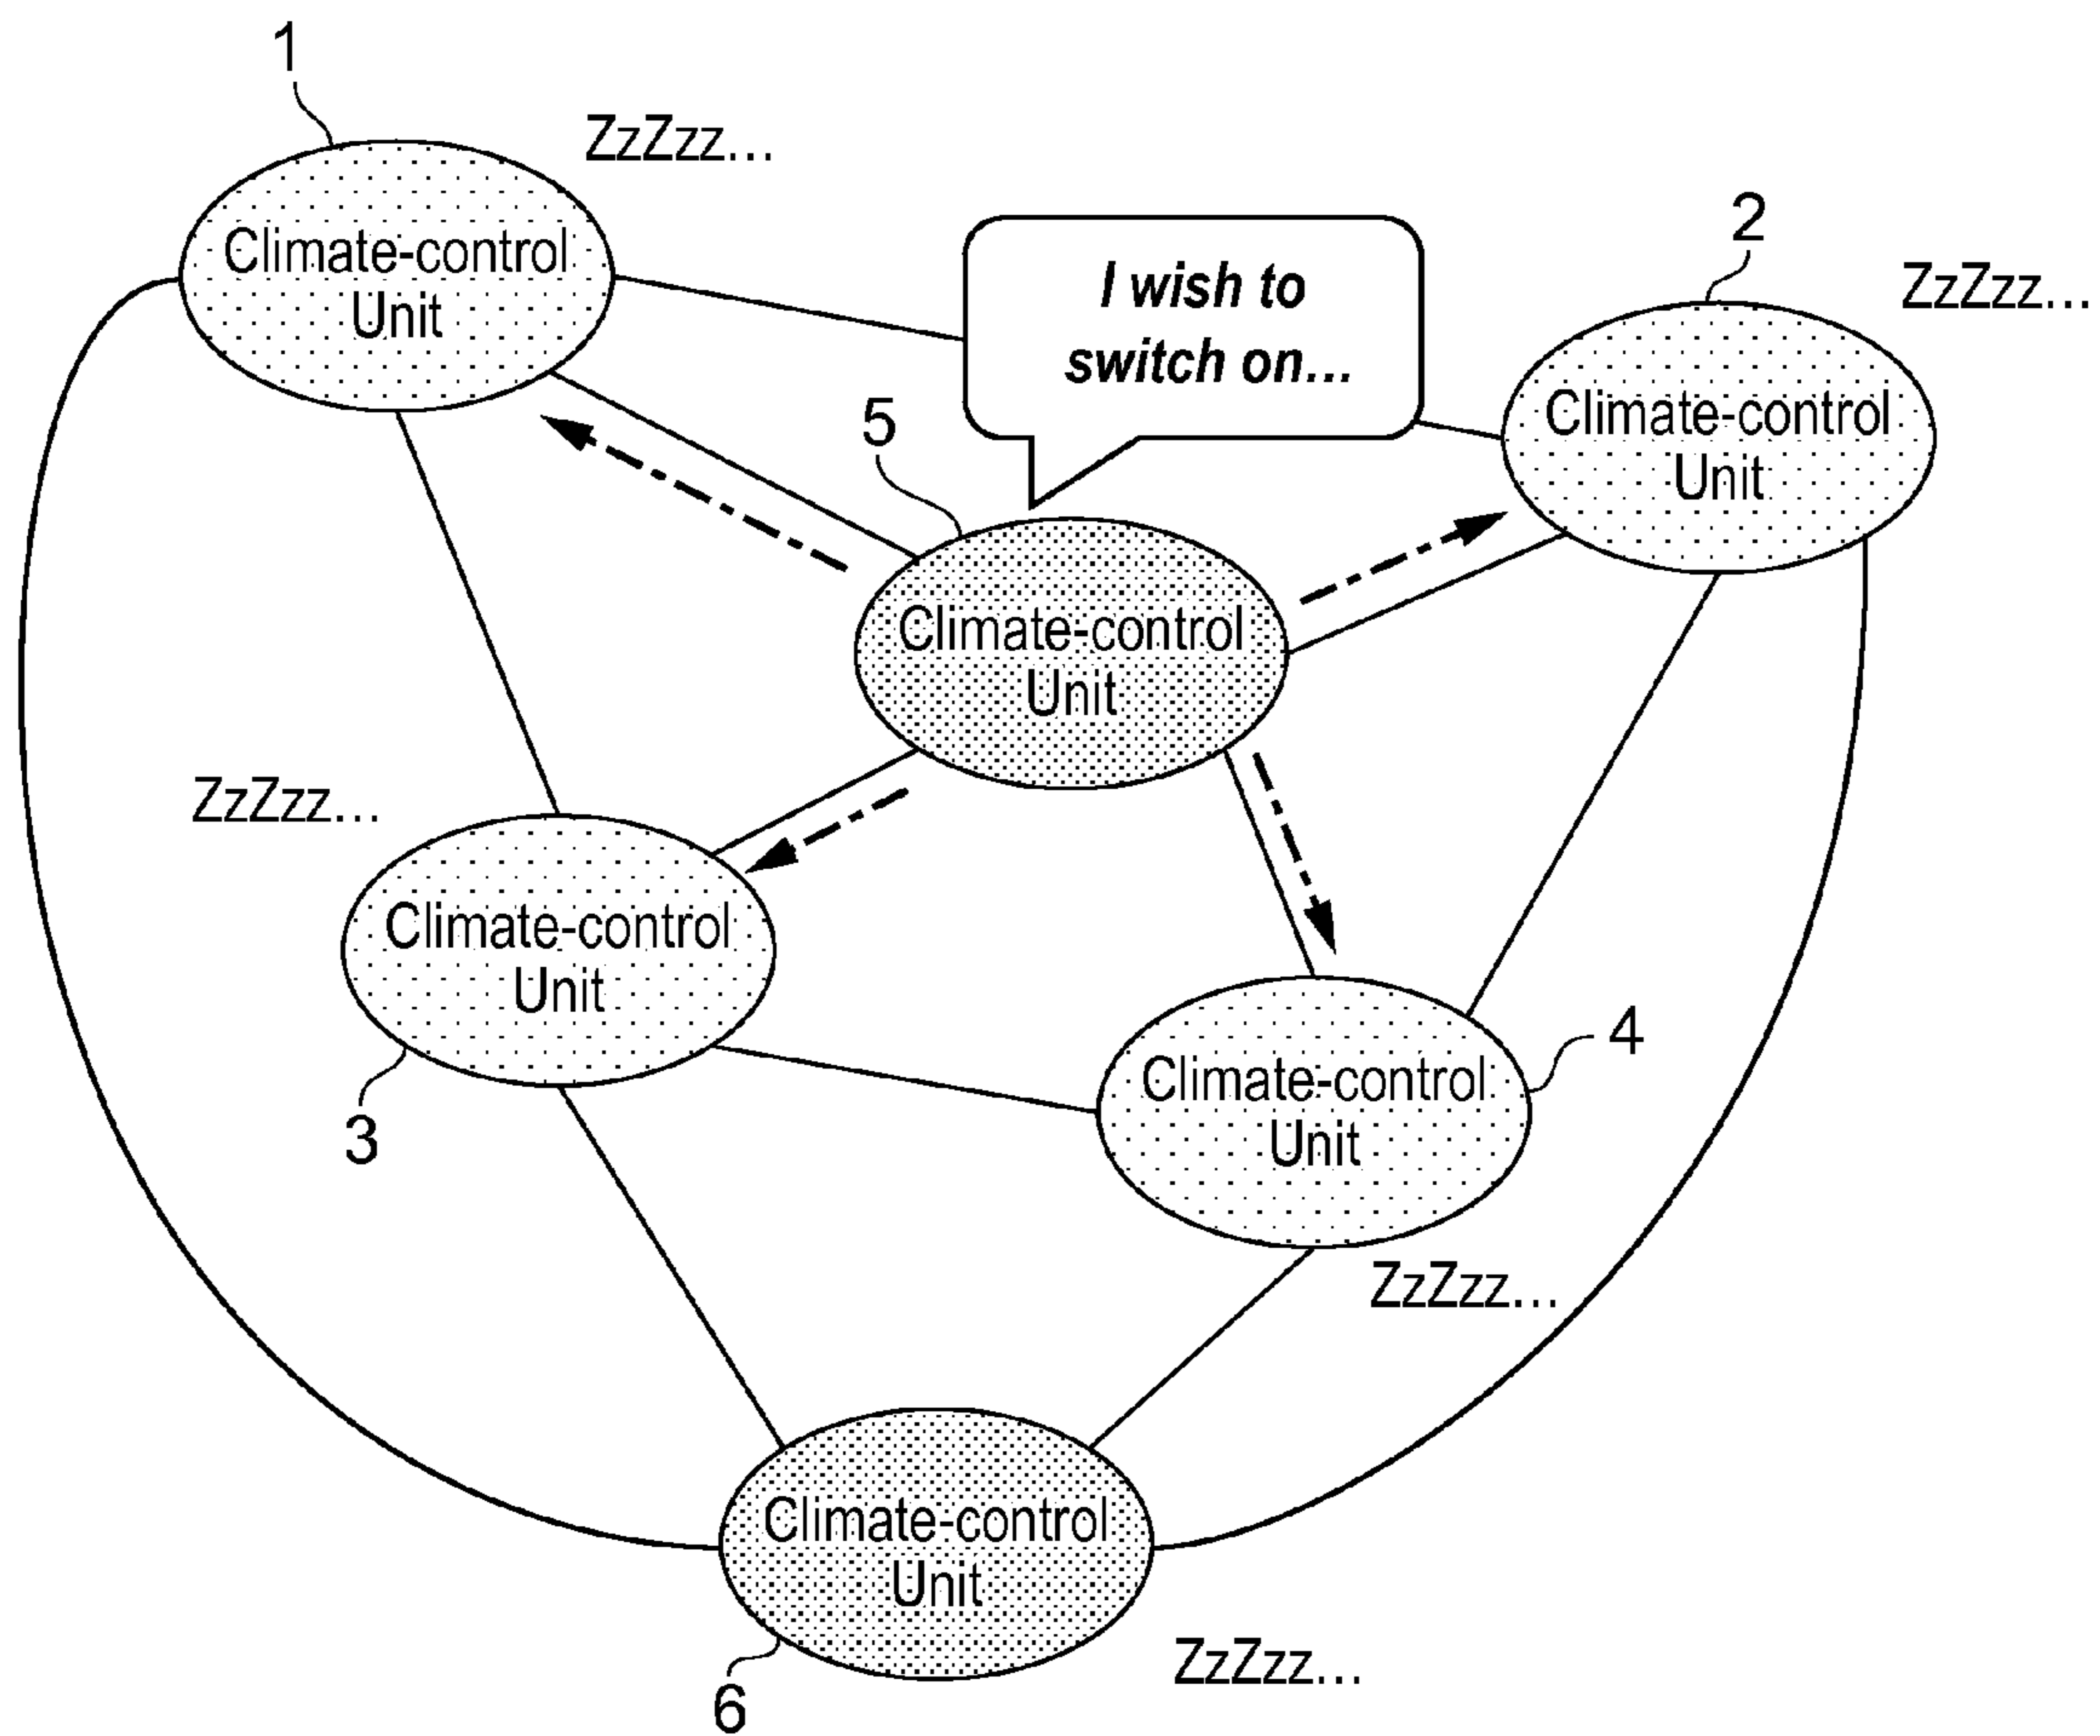 1
ZzZzz...
Climate-control
Unit
2
ZzZzz...
I wish to
switch on...
Climate-control
Unit
5
Climate-control
Unit
ZzZzz...
Climate-control
Unit
3
4
Climate-control
Unit
ZzZzz...
Climate-control
Unit
6
ZzZzz...